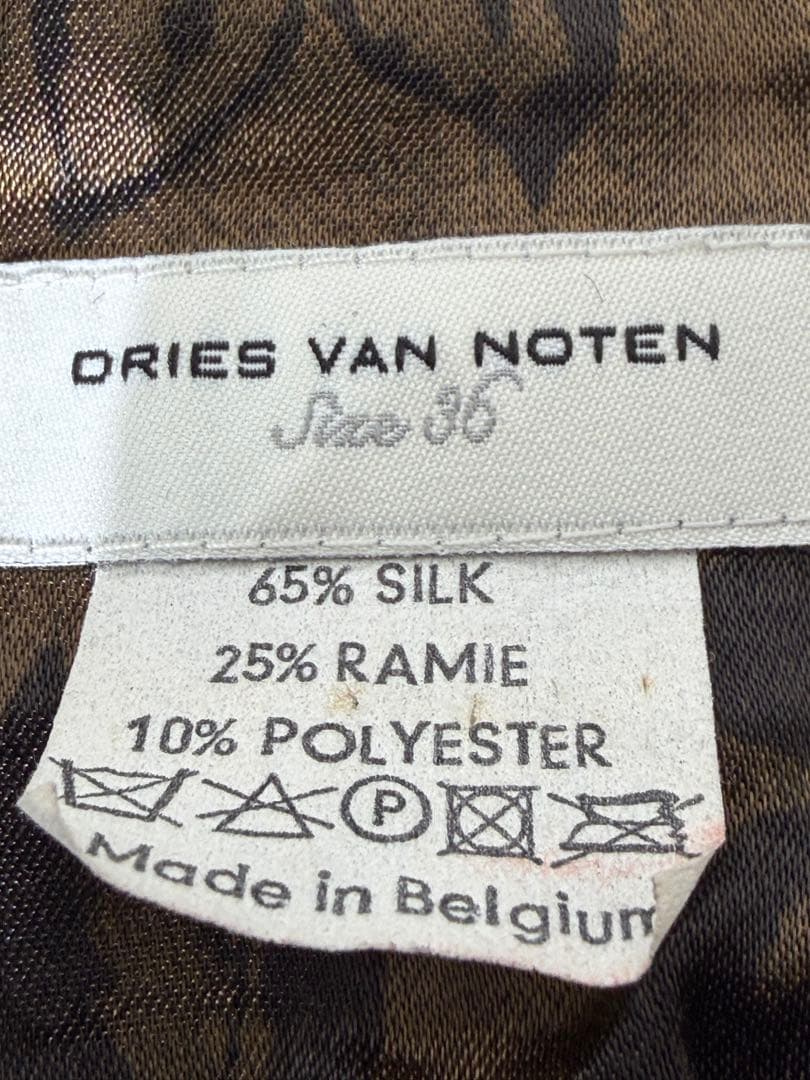 DRIES VAN NOTEN
Size 36
65% SILK
25% RAMIE
10% POLYESTER
P
Made in Belgium